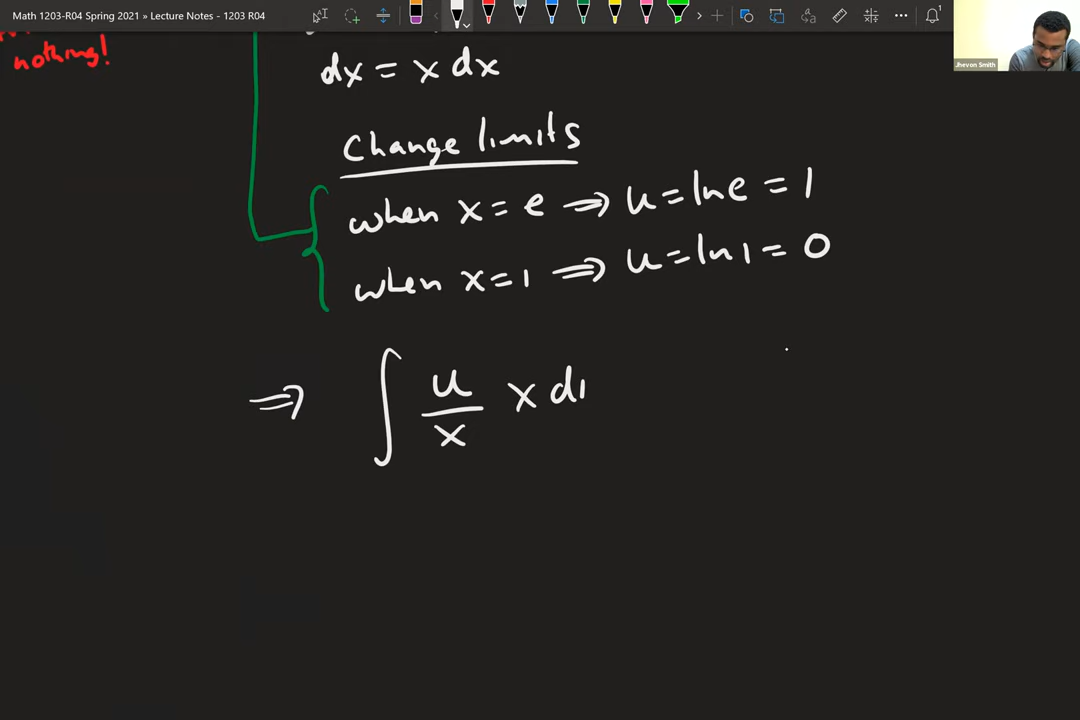 Math 1203-R04 Spring 2021 » Lecture Notes - 1203 R04
nothing!
dx = x dx
Jhevon Smith
Change limits
when x = e ⟹ u = ln e = 1
when x = 1 ⟹ u = ln 1 = 0
⟹ ∫ u/x x d